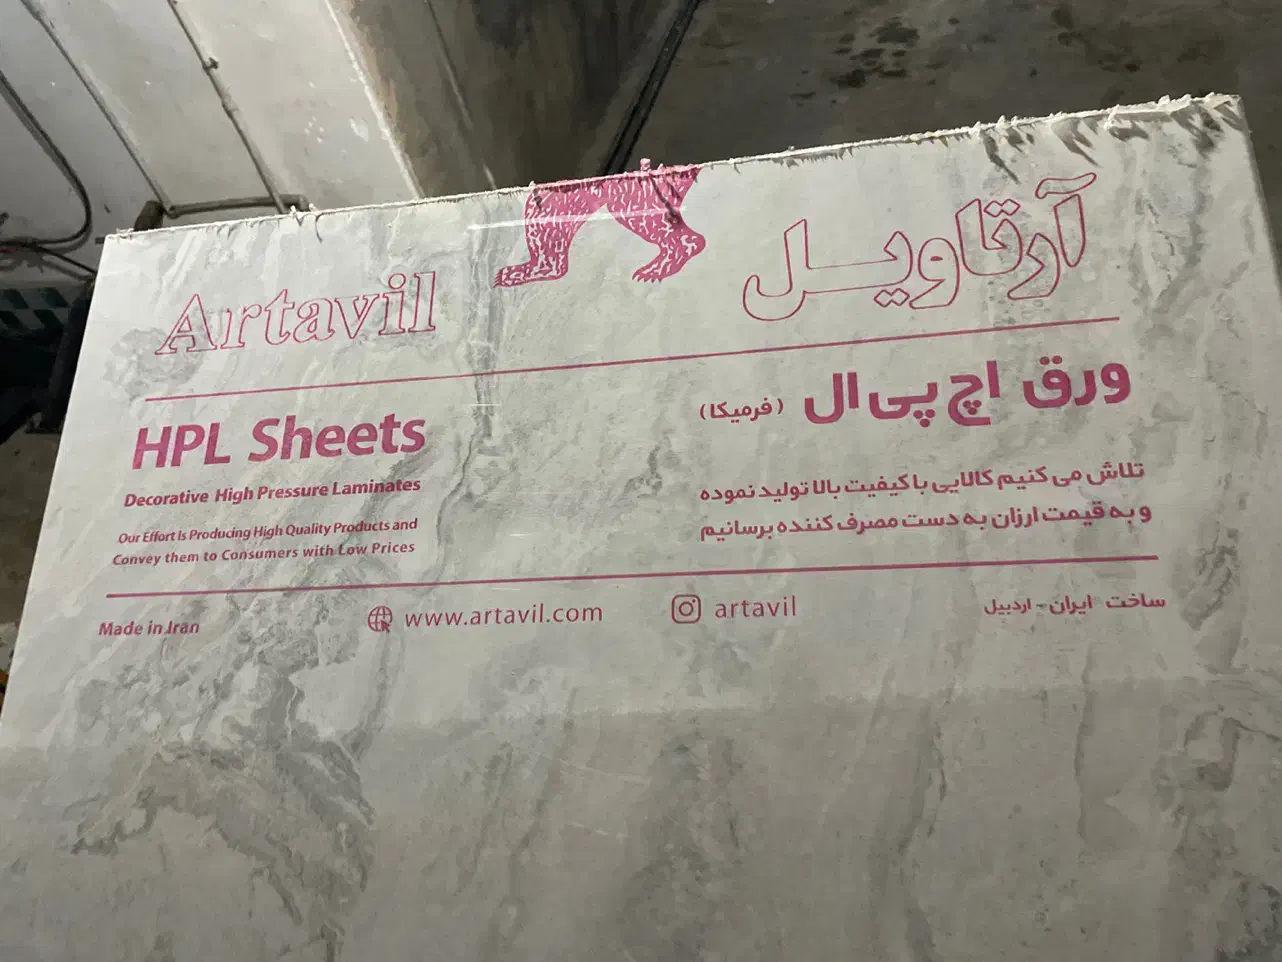 Artavil
آرتاویل
HPL Sheets
ورق اچ پی ال (فرمیکا)
Decorative High Pressure Laminates
Our Effort is Producing High Quality Products and
Convey them to Consumers with Low Prices
تلاش می کنیم کالایی با کیفیت بالا تولید نموده
و به قیمت ارزان به دست مصرف کننده برسانیم
Made in Iran
www.artavil.com
artavil
ساخت ایران - اردبیل